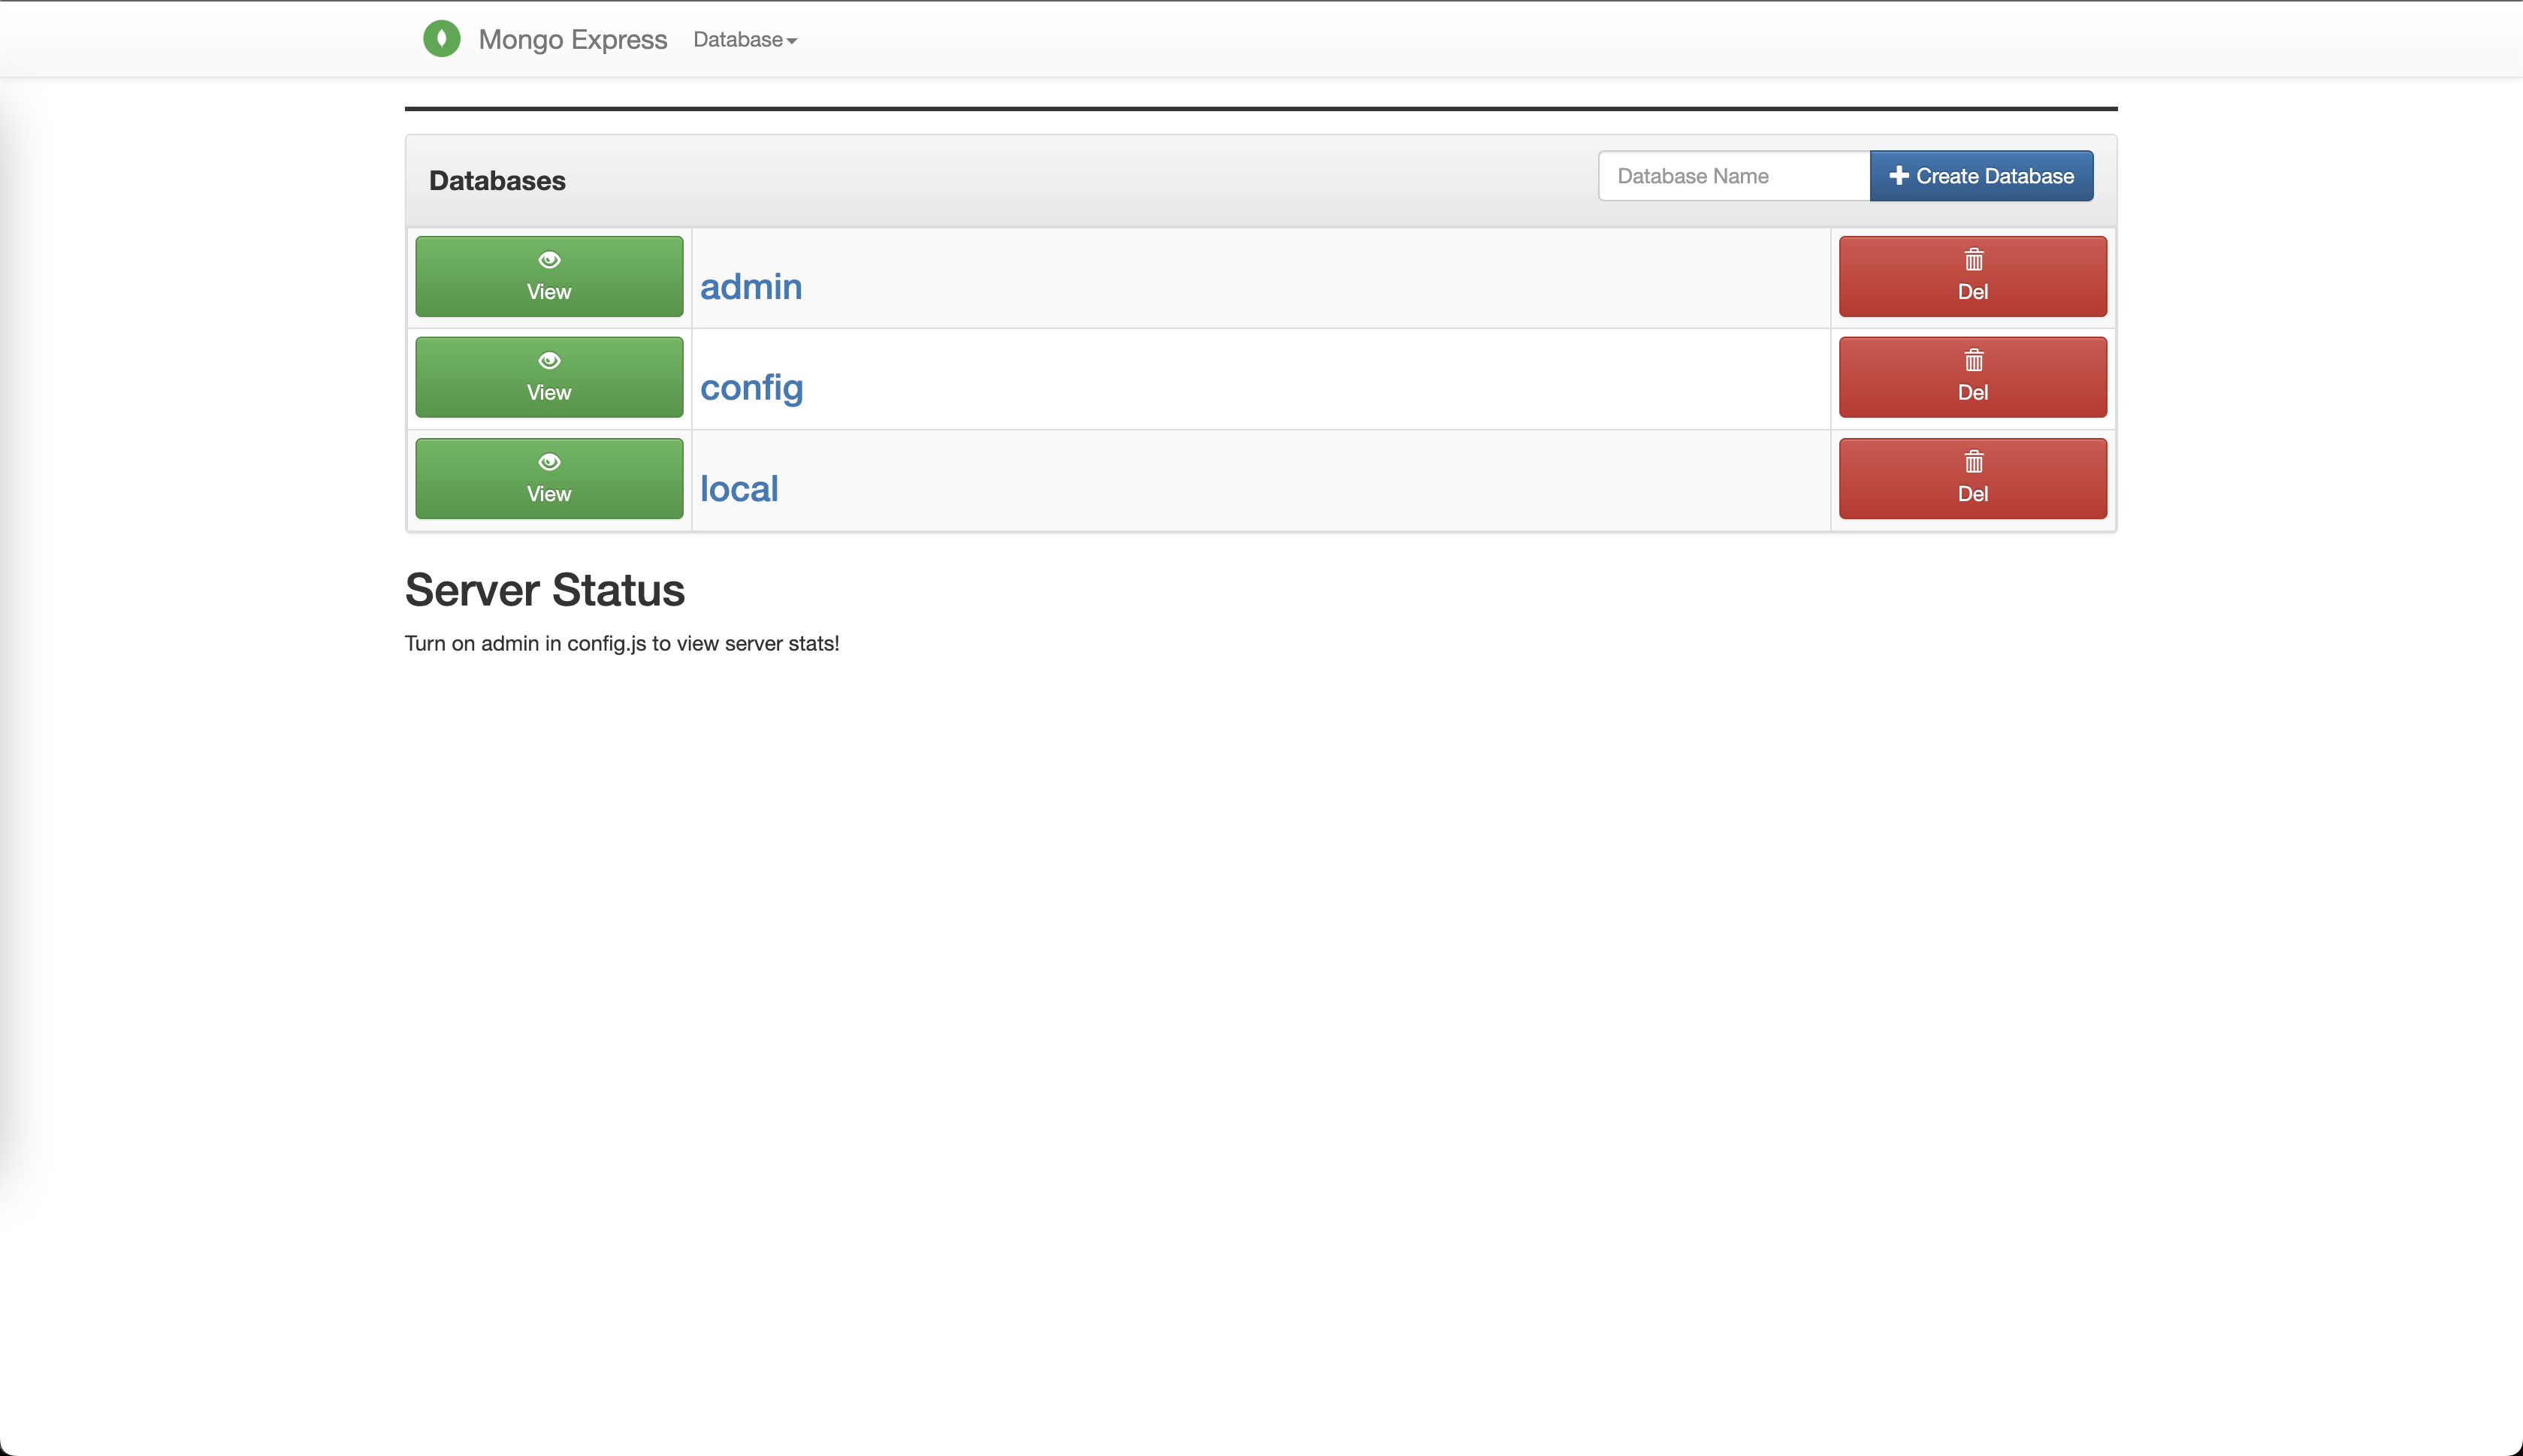 Mongo Express Database
Databases
Database Name Create Database
View admin Del
View config Del
View local Del
Server Status
Turn on admin in config.js to view server stats!